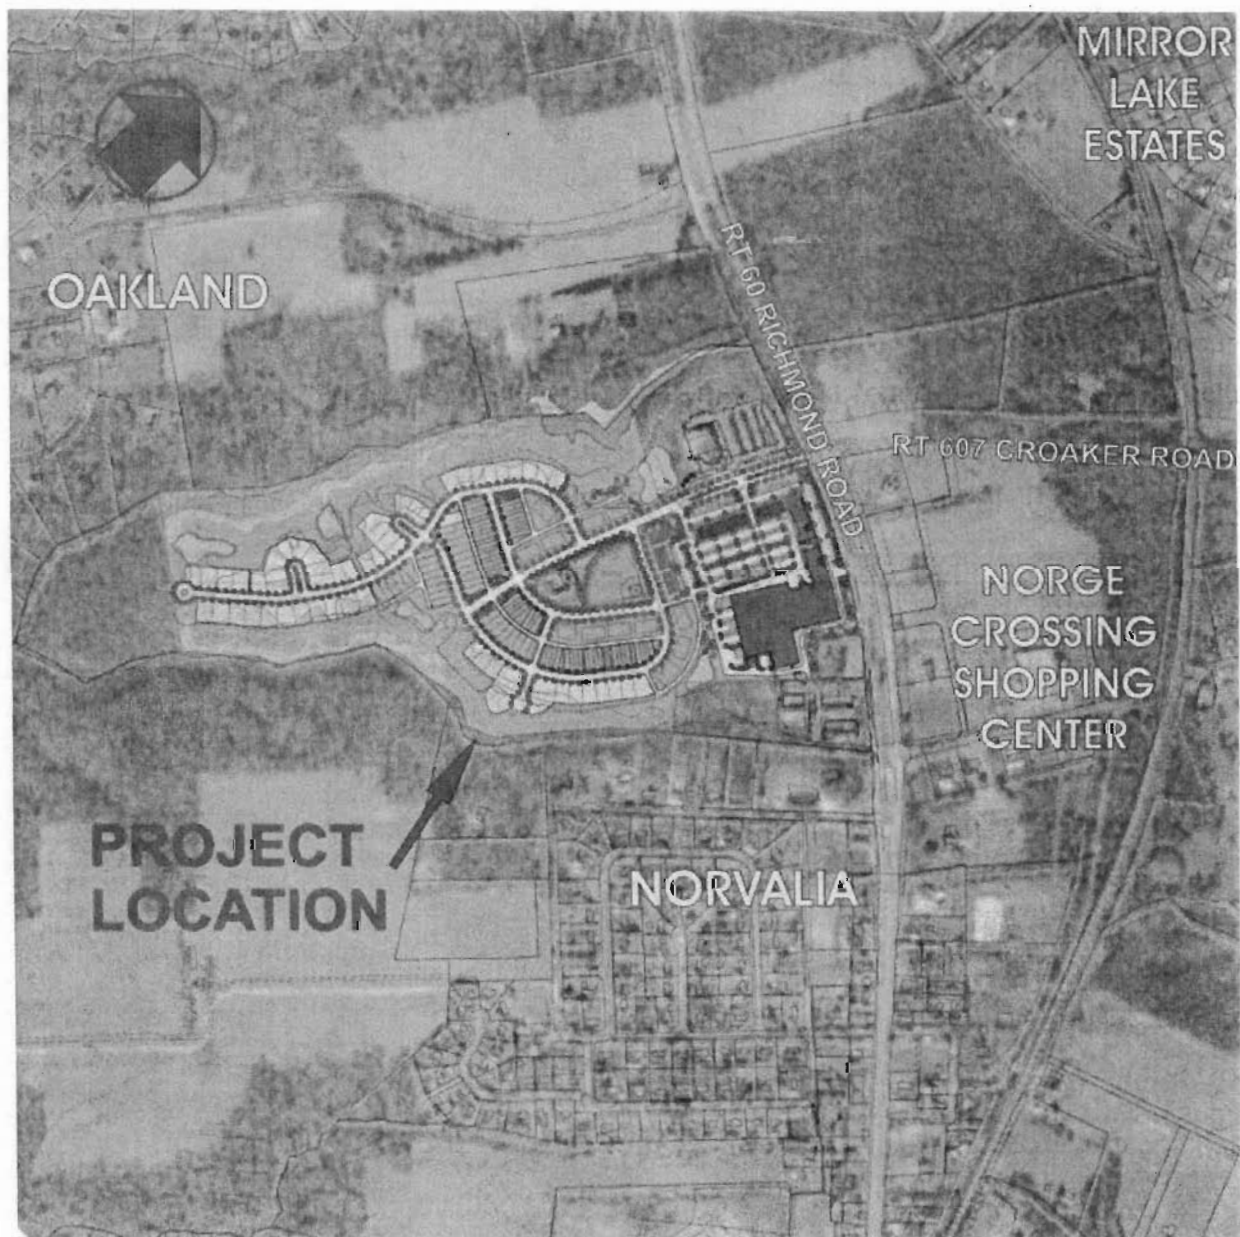 MIRROR
LAKE
ESTATES
OAKLAND
RT 60 RICHMOND ROAD
RT 607 CROAKER ROAD
NORGE
CROSSING
SHOPPING
CENTER
PROJECT
LOCATION
NORVALIA